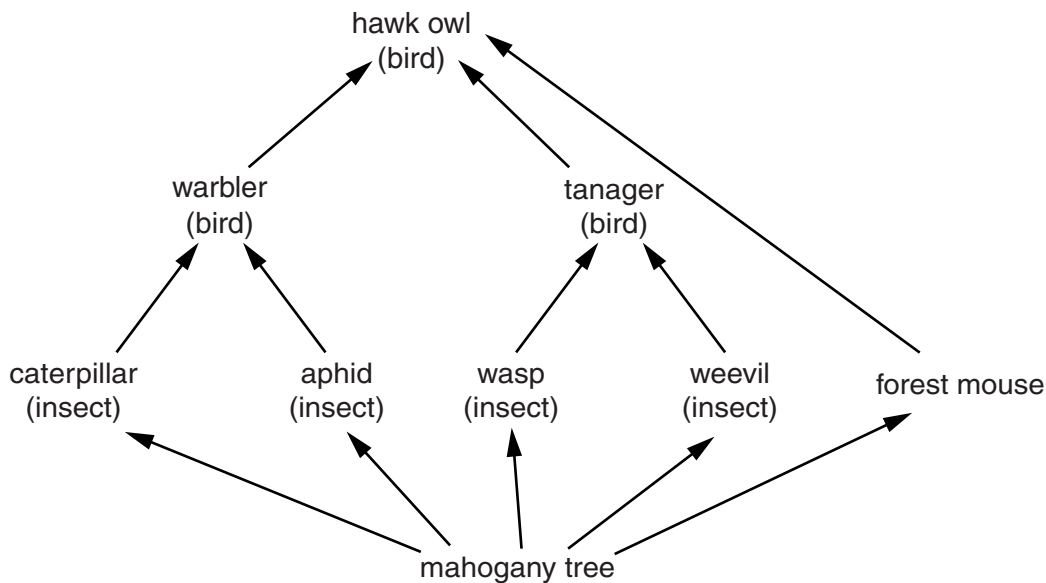 hawk owl
(bird)
warbler
(bird)
tanager
(bird)
caterpillar
(insect)
aphid
(insect)
wasp
(insect)
weevil
(insect)
forest mouse
mahogany tree